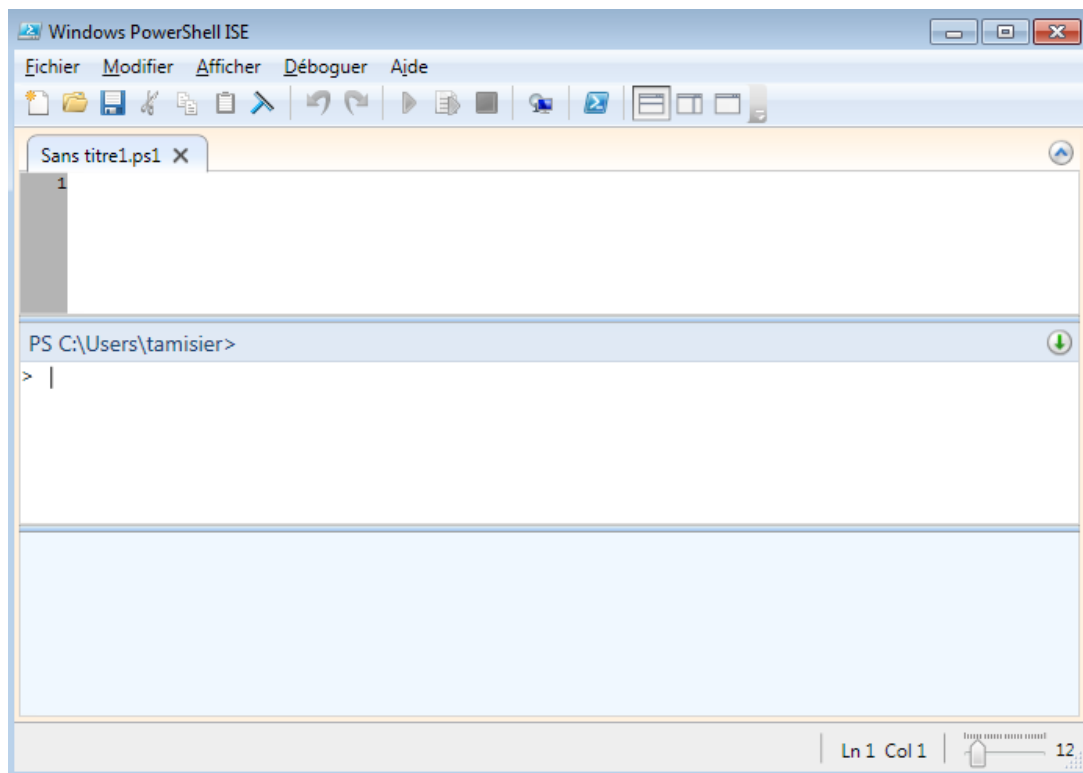 Windows PowerShell ISE
Fichier Modifier Afficher Déboguer Aide
Sans titre1.ps1
1
PS C:\Users\tamisier>
>
Ln 1 Col 1 12